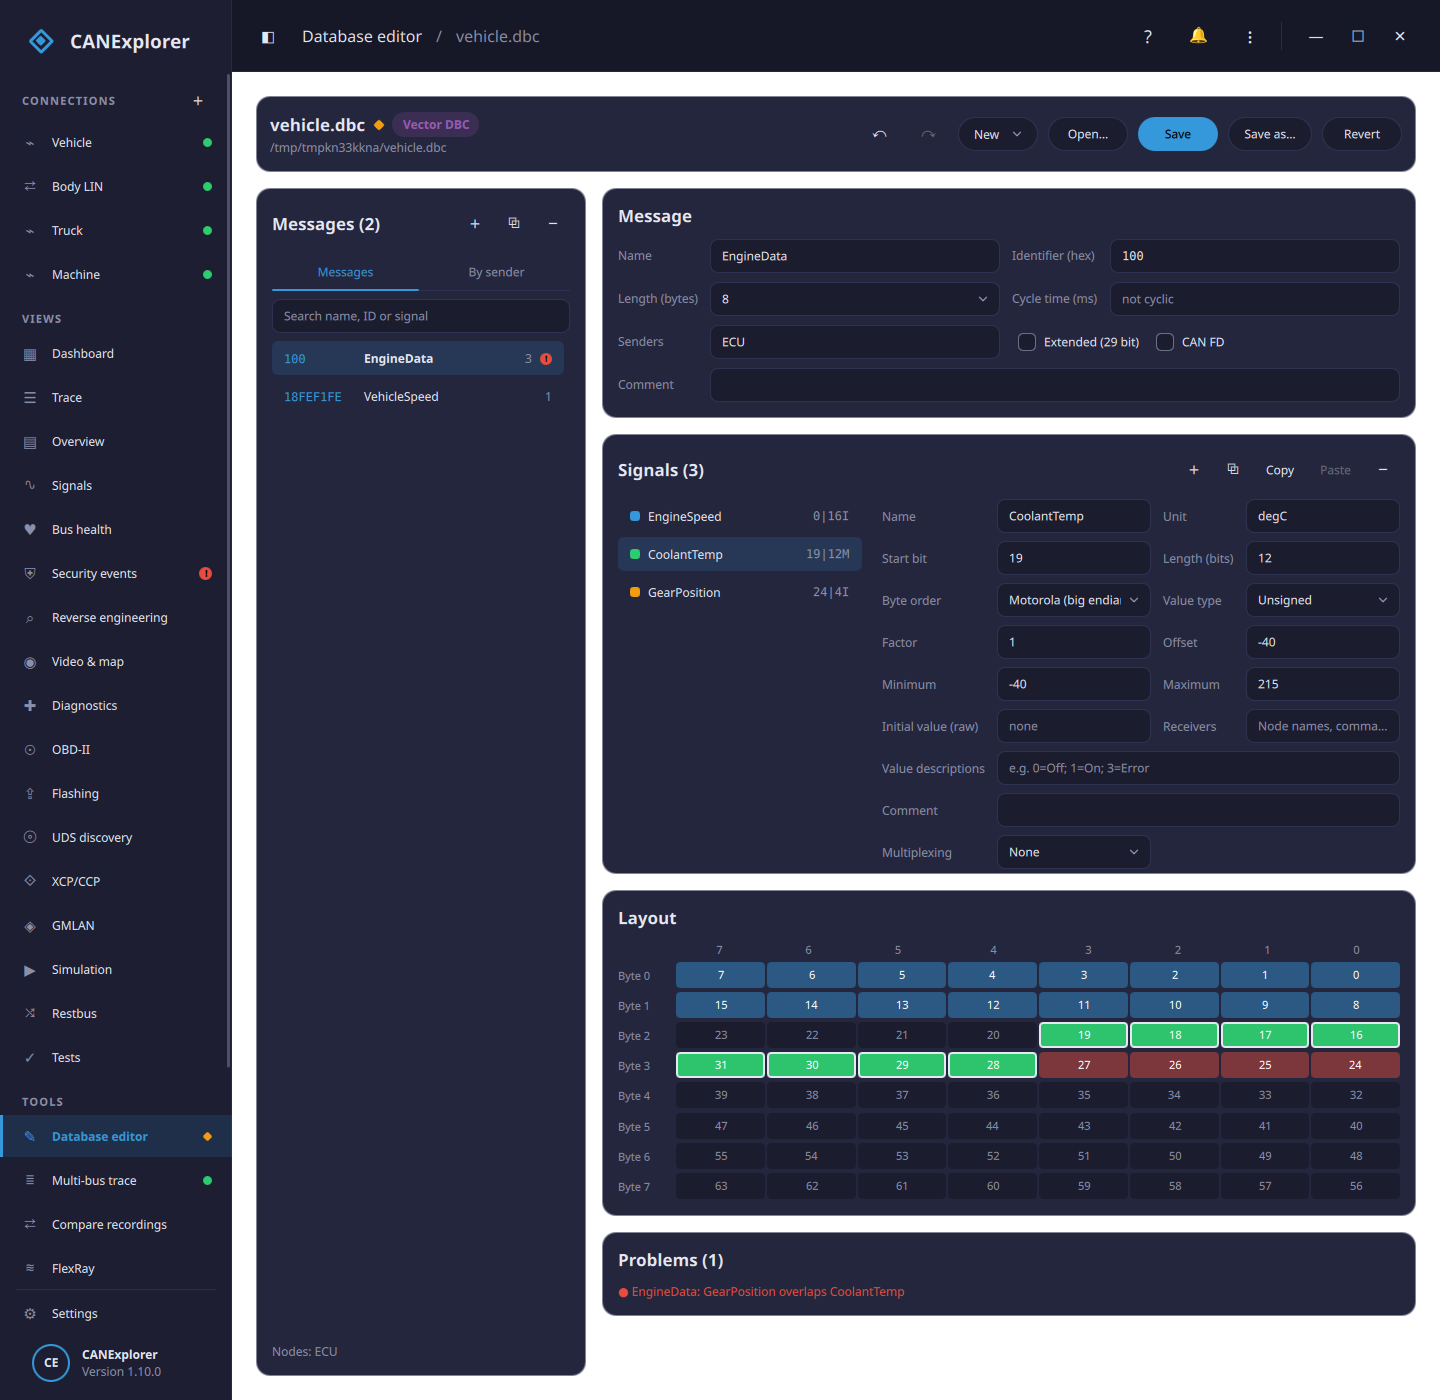 CANExplorer
CONNECTIONS +
Vehicle
Body LIN
Truck
Machine
VIEWS
Dashboard
Trace
Overview
Signals
Bus health
Security events
Reverse engineering
Video & map
Diagnostics
OBD-II
Flashing
UDS discovery
XCP/CCP
GMLAN
Simulation
Restbus
Tests
TOOLS
Database editor
Multi-bus trace
Compare recordings
FlexRay
Settings
CE
CANExplorer
Version 1.10.0
Database editor / vehicle.dbc
?
vehicle.dbc Vector DBC
/tmp/tmpkn33kkna/vehicle.dbc
New Open... Save Save as... Revert
Messages (2) + −
Messages By sender
Search name, ID or signal
100 EngineData 3 !
18FEF1FE VehicleSpeed 1
Nodes: ECU
Message
Name EngineData Identifier (hex) 100
Length (bytes) 8 Cycle time (ms) not cyclic
Senders ECU Extended (29 bit) CAN FD
Comment
Signals (3) + Copy Paste −
EngineSpeed 0|16I
CoolantTemp 19|12M
GearPosition 24|4I
Name CoolantTemp Unit degC
Start bit 19 Length (bits) 12
Byte order Motorola (big endian Value type Unsigned
Factor 1 Offset -40
Minimum -40 Maximum 215
Initial value (raw) none Receivers Node names, comma...
Value descriptions e.g. 0=Off; 1=On; 3=Error
Comment
Multiplexing None
Layout
7 6 5 4 3 2 1 0
Byte 0 7 6 5 4 3 2 1 0
Byte 1 15 14 13 12 11 10 9 8
Byte 2 23 22 21 20 19 18 17 16
Byte 3 31 30 29 28 27 26 25 24
Byte 4 39 38 37 36 35 34 33 32
Byte 5 47 46 45 44 43 42 41 40
Byte 6 55 54 53 52 51 50 49 48
Byte 7 63 62 61 60 59 58 57 56
Problems (1)
EngineData: GearPosition overlaps CoolantTemp